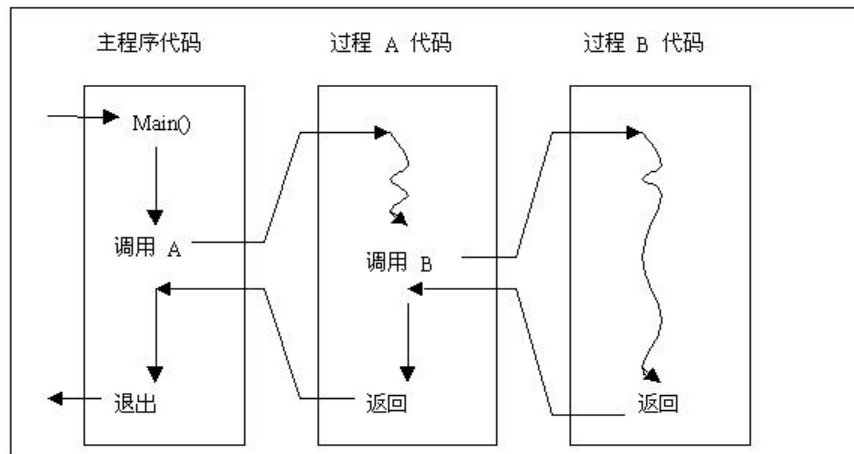 主程序代码 过程 A 代码 过程 B 代码
Main()
调用 A
调用 B
退出 返回 返回